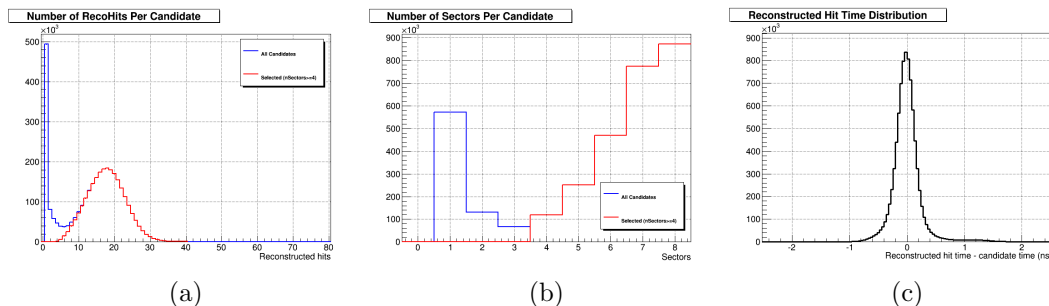 Number of RecoHits Per Candidate
×10³
500
400
300
200
100
0
0 10 20 30 40 50 60 70 80
Reconstructed hits
All Candidates
Selected (nSectors>=4)
(a)
Number of Sectors Per Candidate
×10³
900
800
700
600
500
400
300
200
100
0
0 1 2 3 4 5 6 7 8
Sectors
All Candidates
Selected (nSectors>=4)
(b)
Reconstructed Hit Time Distribution
×10³
900
800
700
600
500
400
300
200
100
0
-2 -1 0 1 2
Reconstructed hit time - candidate time (ns
(c)